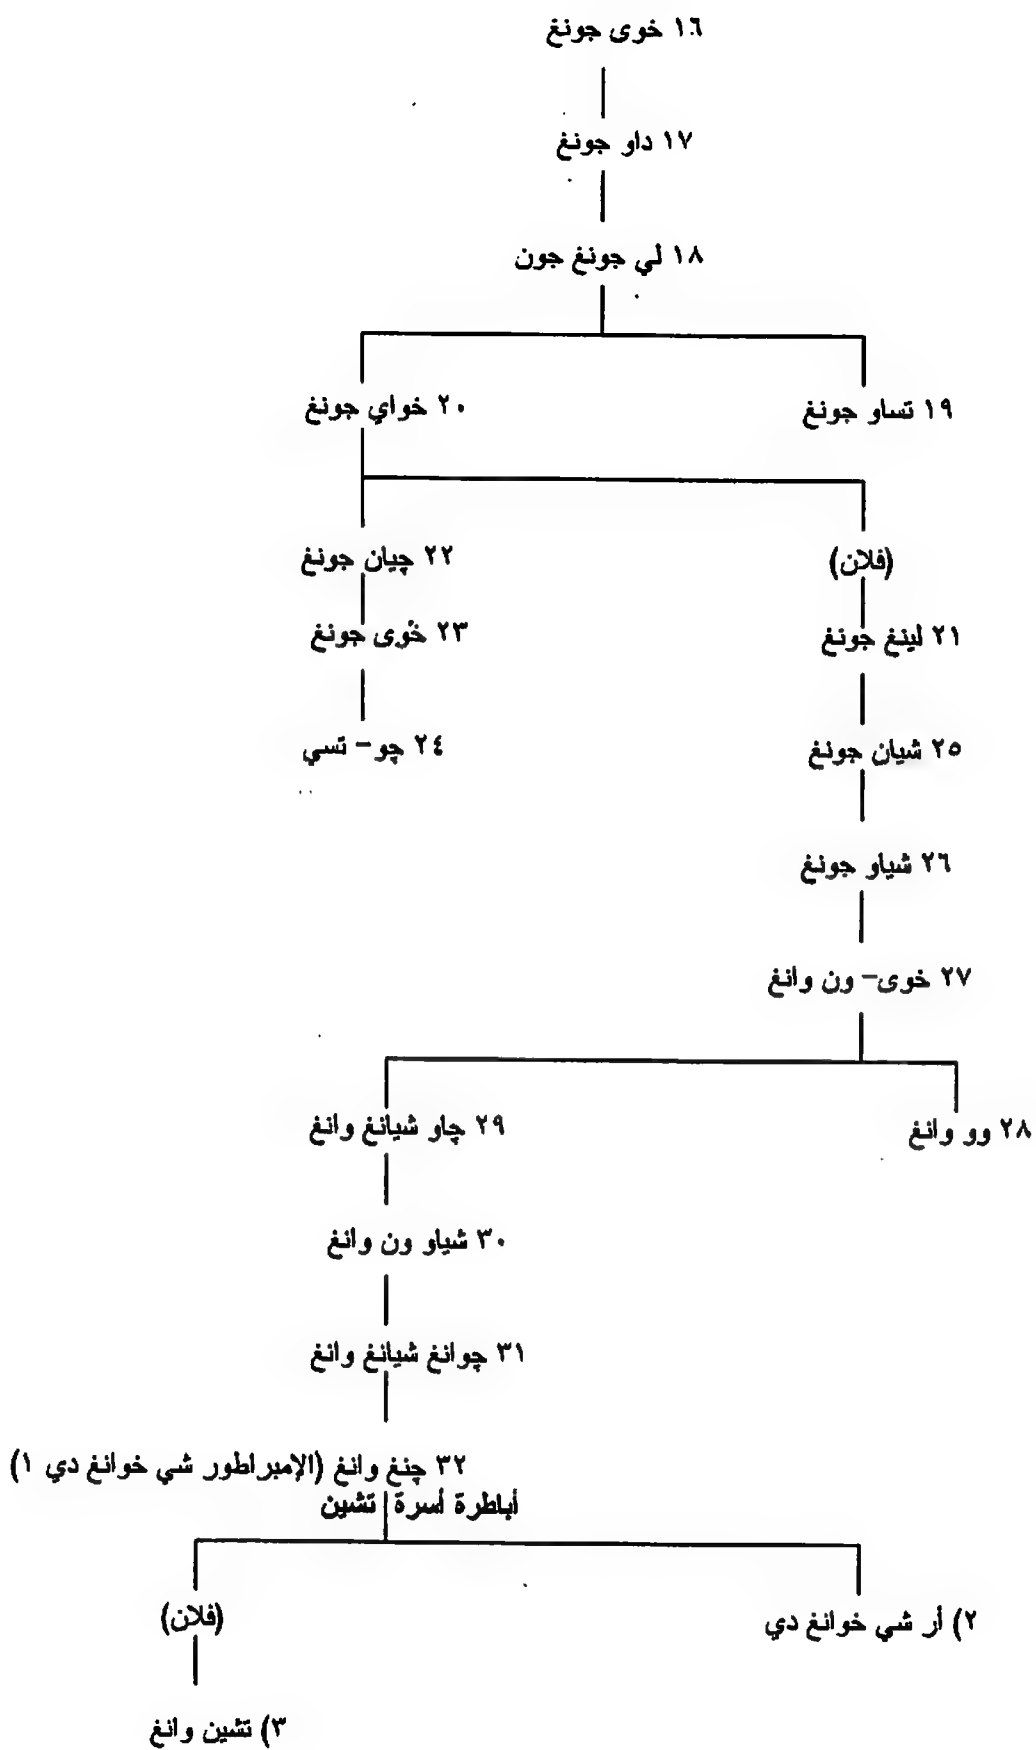 ١٦ خوى جونغ
١٧ داو جونغ
١٨ لي جونغ جون
١٩ تساو جونغ
٢٠ خواي جونغ
(فلان)
٢٢ چيان جونغ
٢١ لينغ جونغ
٢٣ خوى جونغ
٢٥ شيان جونغ
٢٤ چو – تسي
٢٦ شياو جونغ
٢٧ خوى – ون وانغ
٢٨ وو وانغ
٢٩ چاو شيانغ وانغ
٣٠ شياو ون وانغ
٣١ چوانغ شيانغ وانغ
٣٢ چنغ وانغ (الإمبراطور شي خوانغ دي ١)
أباطرة أسرة تشين
٢) أر شي خوانغ دي
(فلان)
٣) تشين وانغ